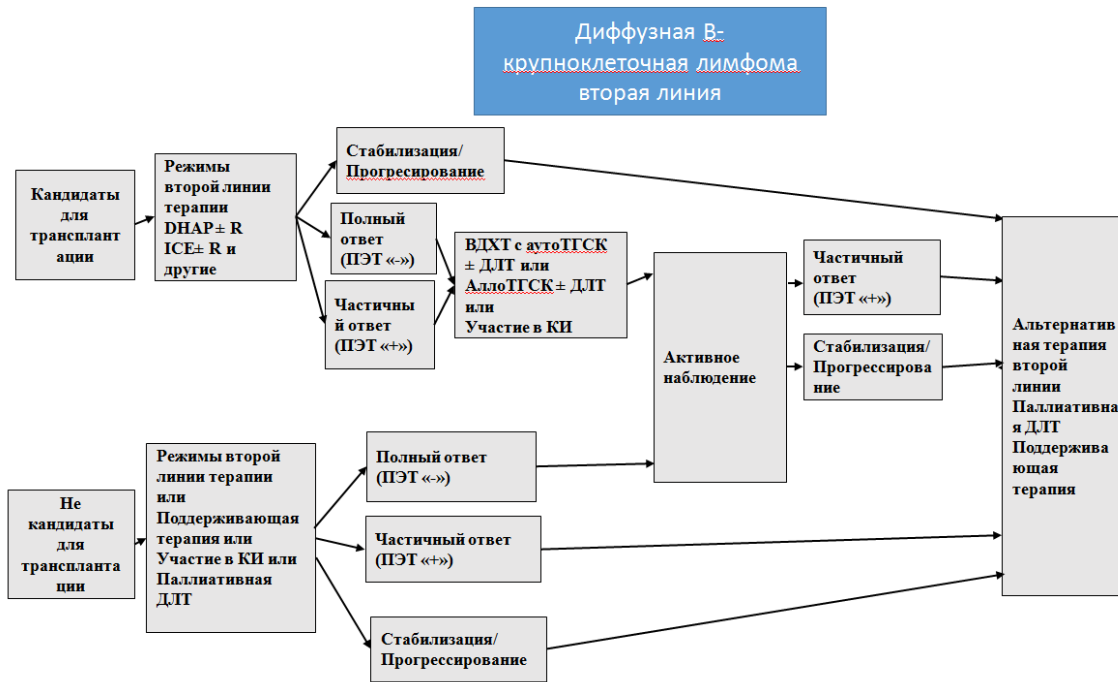 Диффузная В-
крупноклеточная лимфома
вторая линия
Кандидаты
для
трансплант
ации
Режимы
второй линии
терапии
DHAP± R
ICE± R и
другие
Стабилизация/
Прогресирование
Полный
ответ
(ПЭТ «-»)
Частичны
й ответ
(ПЭТ «+»)
ВДХТ с аутоТГСК
± ДЛТ или
АллоТГСК ± ДЛТ
или
Участие в КИ
Активное
наблюдение
Частичный
ответ
(ПЭТ «+»)
Стабилизация/
Прогрессирова
ние
Альтернатив
ная терапия
второй
линии
Паллиативна
я ДЛТ
Поддержива
ющая
терапия
Не
кандидаты
для
транспланта
ции
Режимы второй
линии терапии
или
Поддерживающая
терапия или
Участие в КИ или
Паллиативная
ДЛТ
Полный ответ
(ПЭТ «-»)
Частичный ответ
(ПЭТ «+»)
Стабилизация/
Прогрессирование